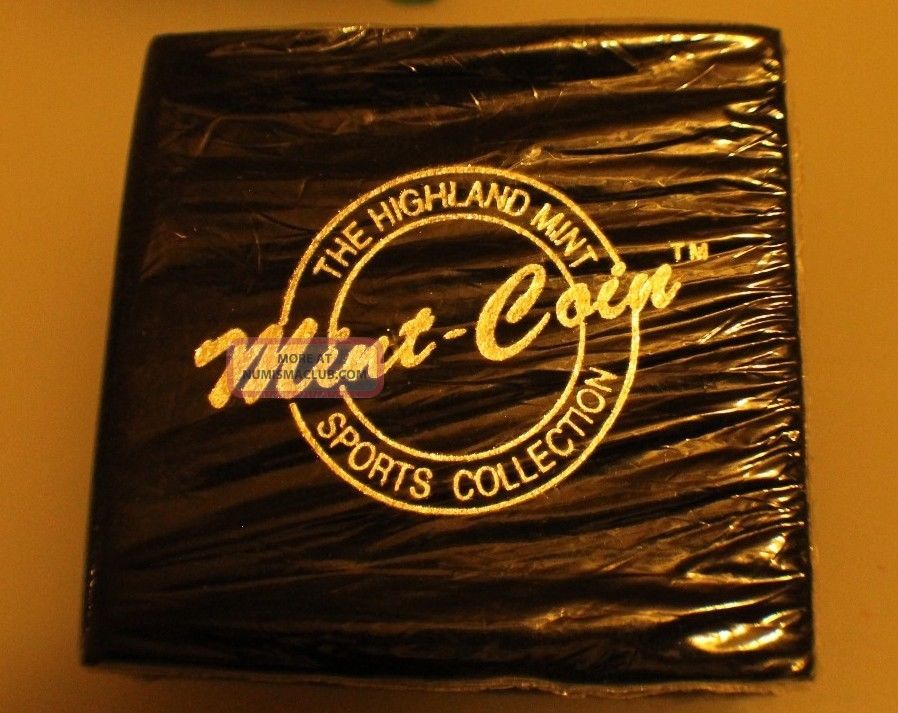 THE HIGHLAND MINT
Mint-Coin™
MORE AT
NUMISMACLUB.COM
SPORTS COLLECTION